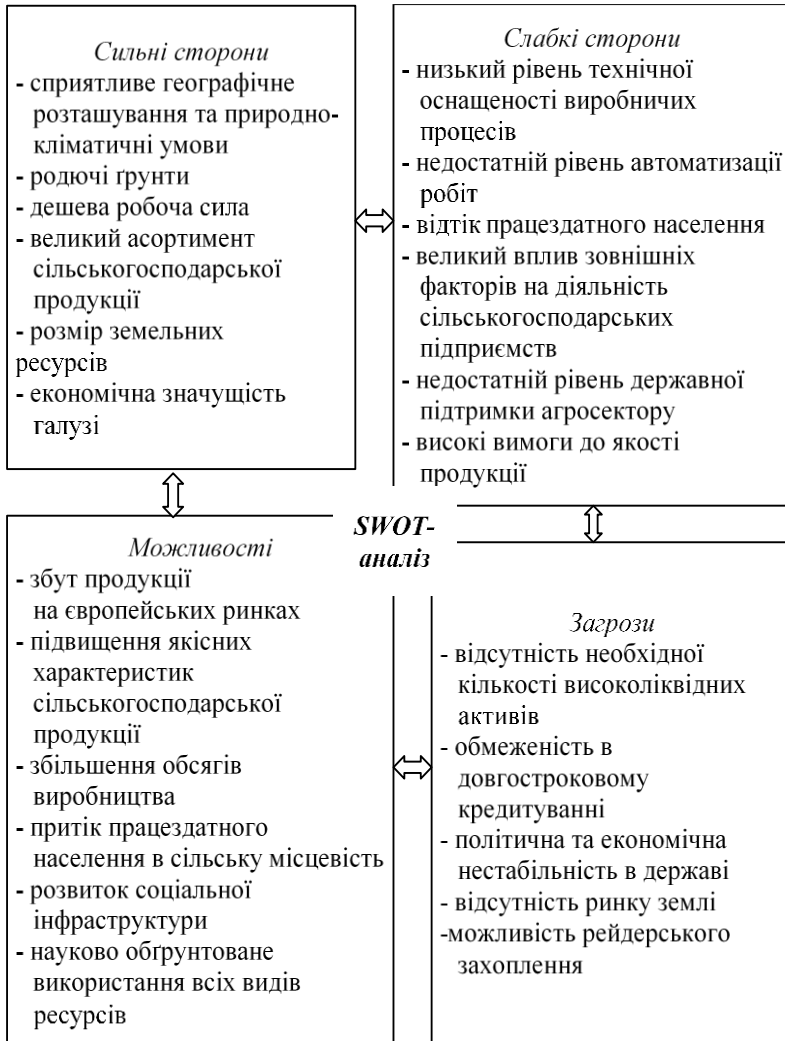 Сильні сторони
- сприятливе географічне
розташування та природно-
кліматичні умови
- родючі ґрунти
- дешева робоча сила
- великий асортимент
сільськогосподарської
продукції
- розмір земельних
ресурсів
- економічна значущість
галузі
Слабкі сторони
- низький рівень технічної
оснащеності виробничих
процесів
- недостатній рівень автоматизації
робіт
- відтік працездатного населення
- великий вплив зовнішніх
факторів на діяльність
сільськогосподарських
підприємств
- недостатній рівень державної
підтримки агросектору
- високі вимоги до якості
продукції
SWOT-
аналіз
Можливості
- збут продукції
на європейських ринках
- підвищення якісних
характеристик
сільськогосподарської
продукції
- збільшення обсягів
виробництва
- притік працездатного
населення в сільську місцевість
- розвиток соціальної
інфраструктури
- науково обґрунтоване
використання всіх видів
ресурсів
Загрози
- відсутність необхідної
кількості високоліквідних
активів
- обмеженість в
довгостроковому
кредитуванні
- політична та економічна
нестабільність в державі
- відсутність ринку землі
-можливість рейдерського
захоплення